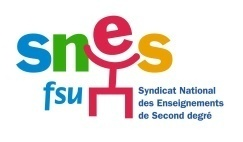 snes
fsu
Syndicat National
des Enseignements
de Second degré